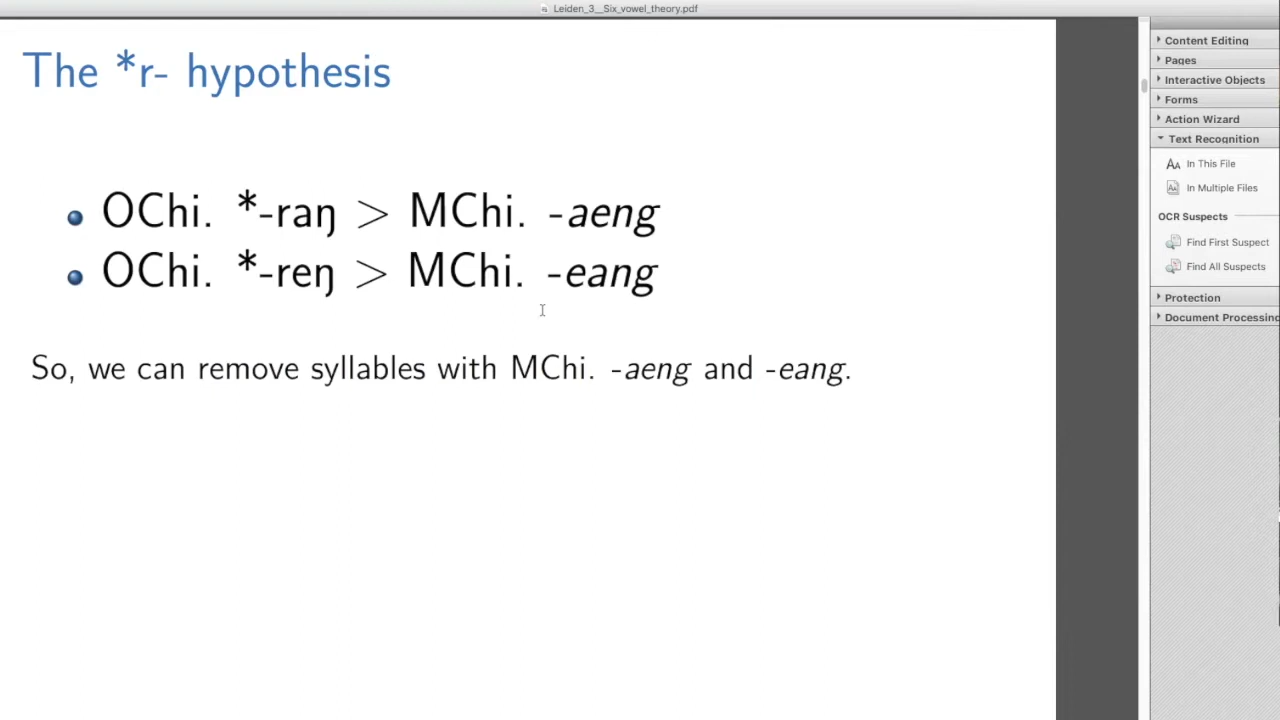 Leiden_3__Six_vowel_theory.pdf
The *r- hypothesis
OChi. *-raŋ > MChi. -aeng
OChi. *-reŋ > MChi. -eang
So, we can remove syllables with MChi. -aeng and -eang.
Content Editing
Pages
Interactive Objects
Forms
Action Wizard
Text Recognition
In This File
In Multiple Files
OCR Suspects
Find First Suspect
Find All Suspects
Protection
Document Processing